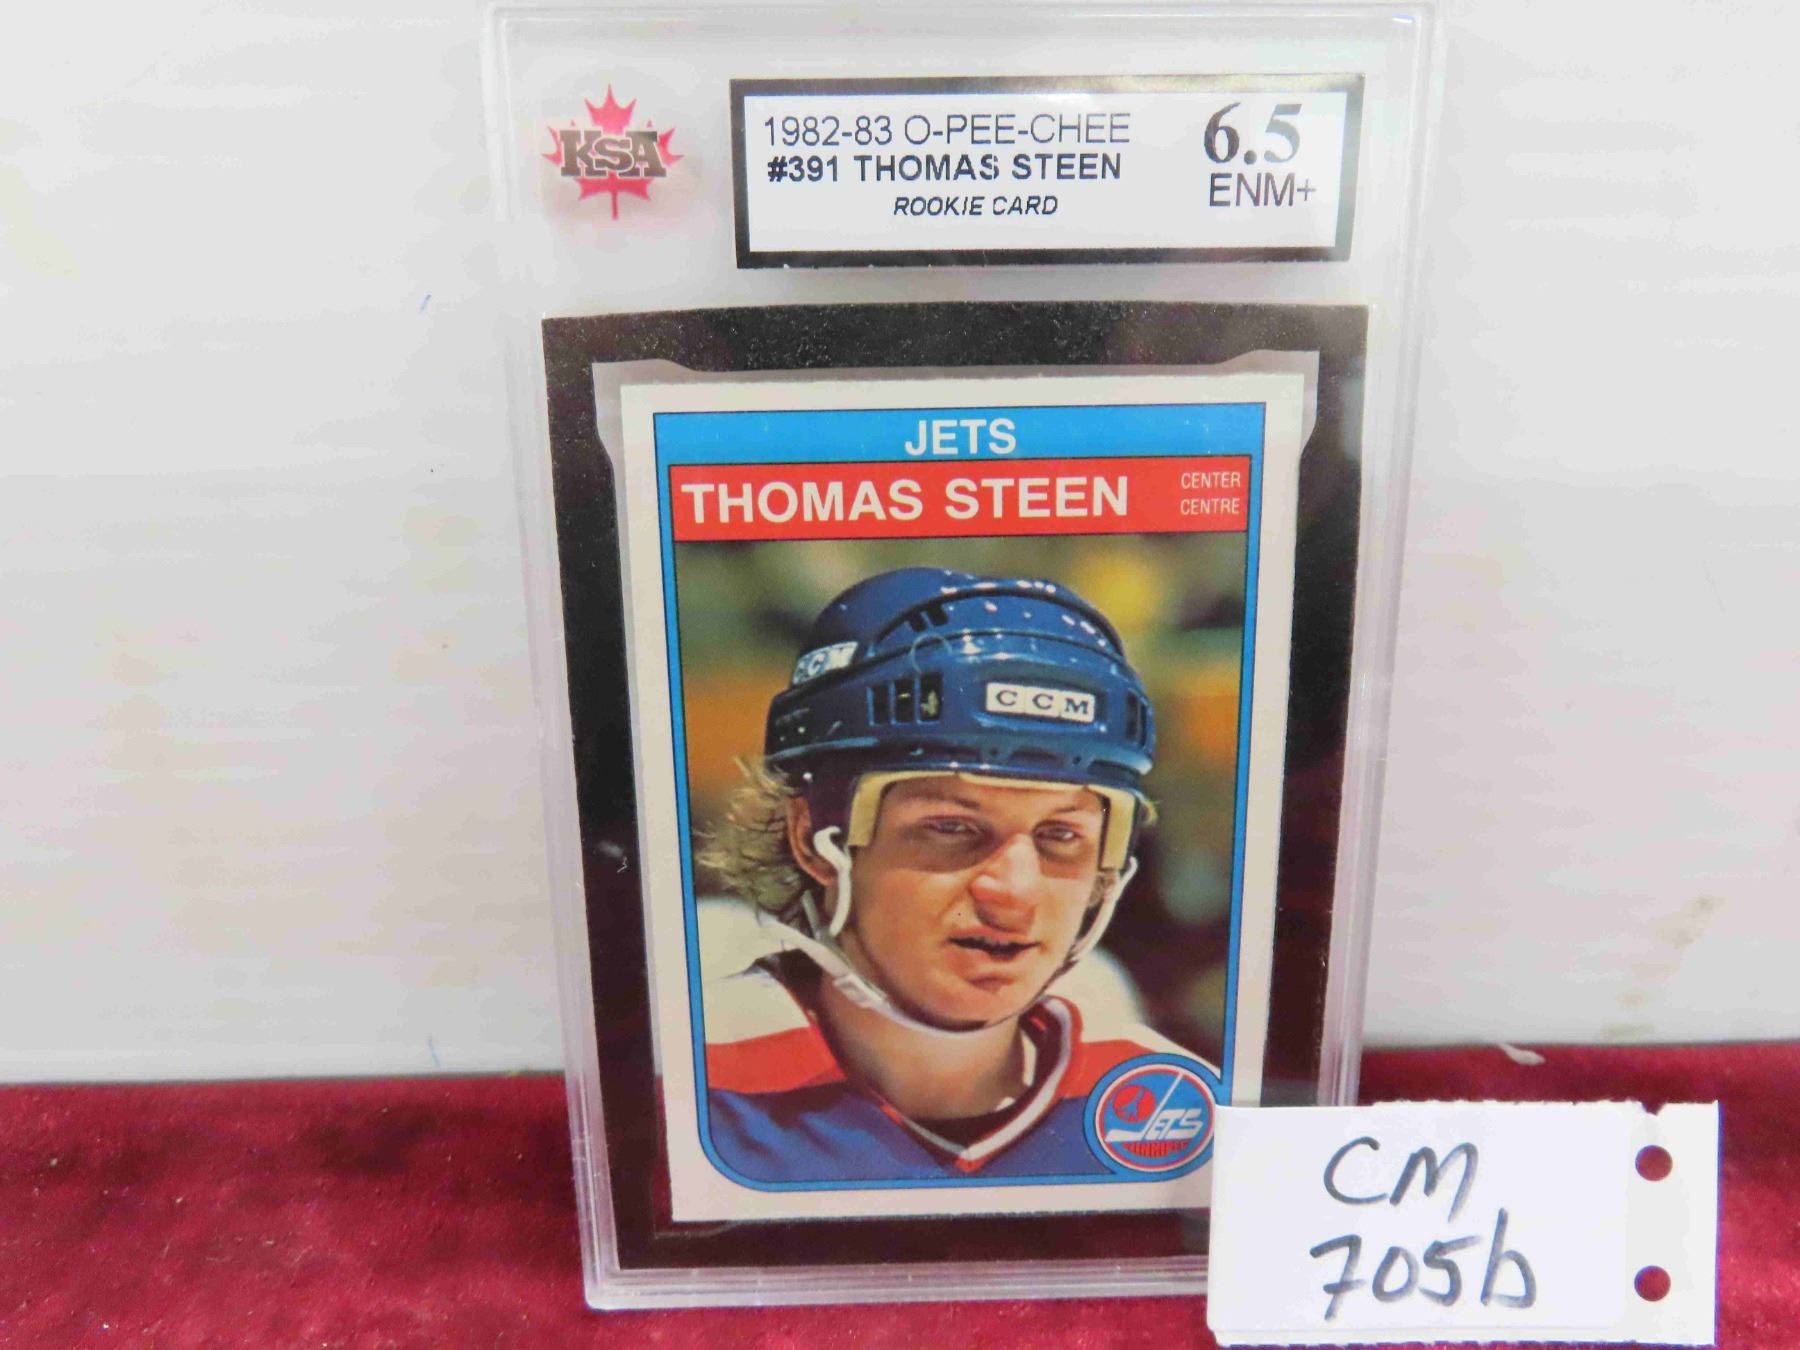 KSA
1982-83 O-PEE-CHEE
#391 THOMAS STEEN
ROOKIE CARD
6.5
ENM+
JETS
THOMAS STEEN
CENTER
CENTRE
CCM
CCM
JETS
WINNIPEG
CM
705b